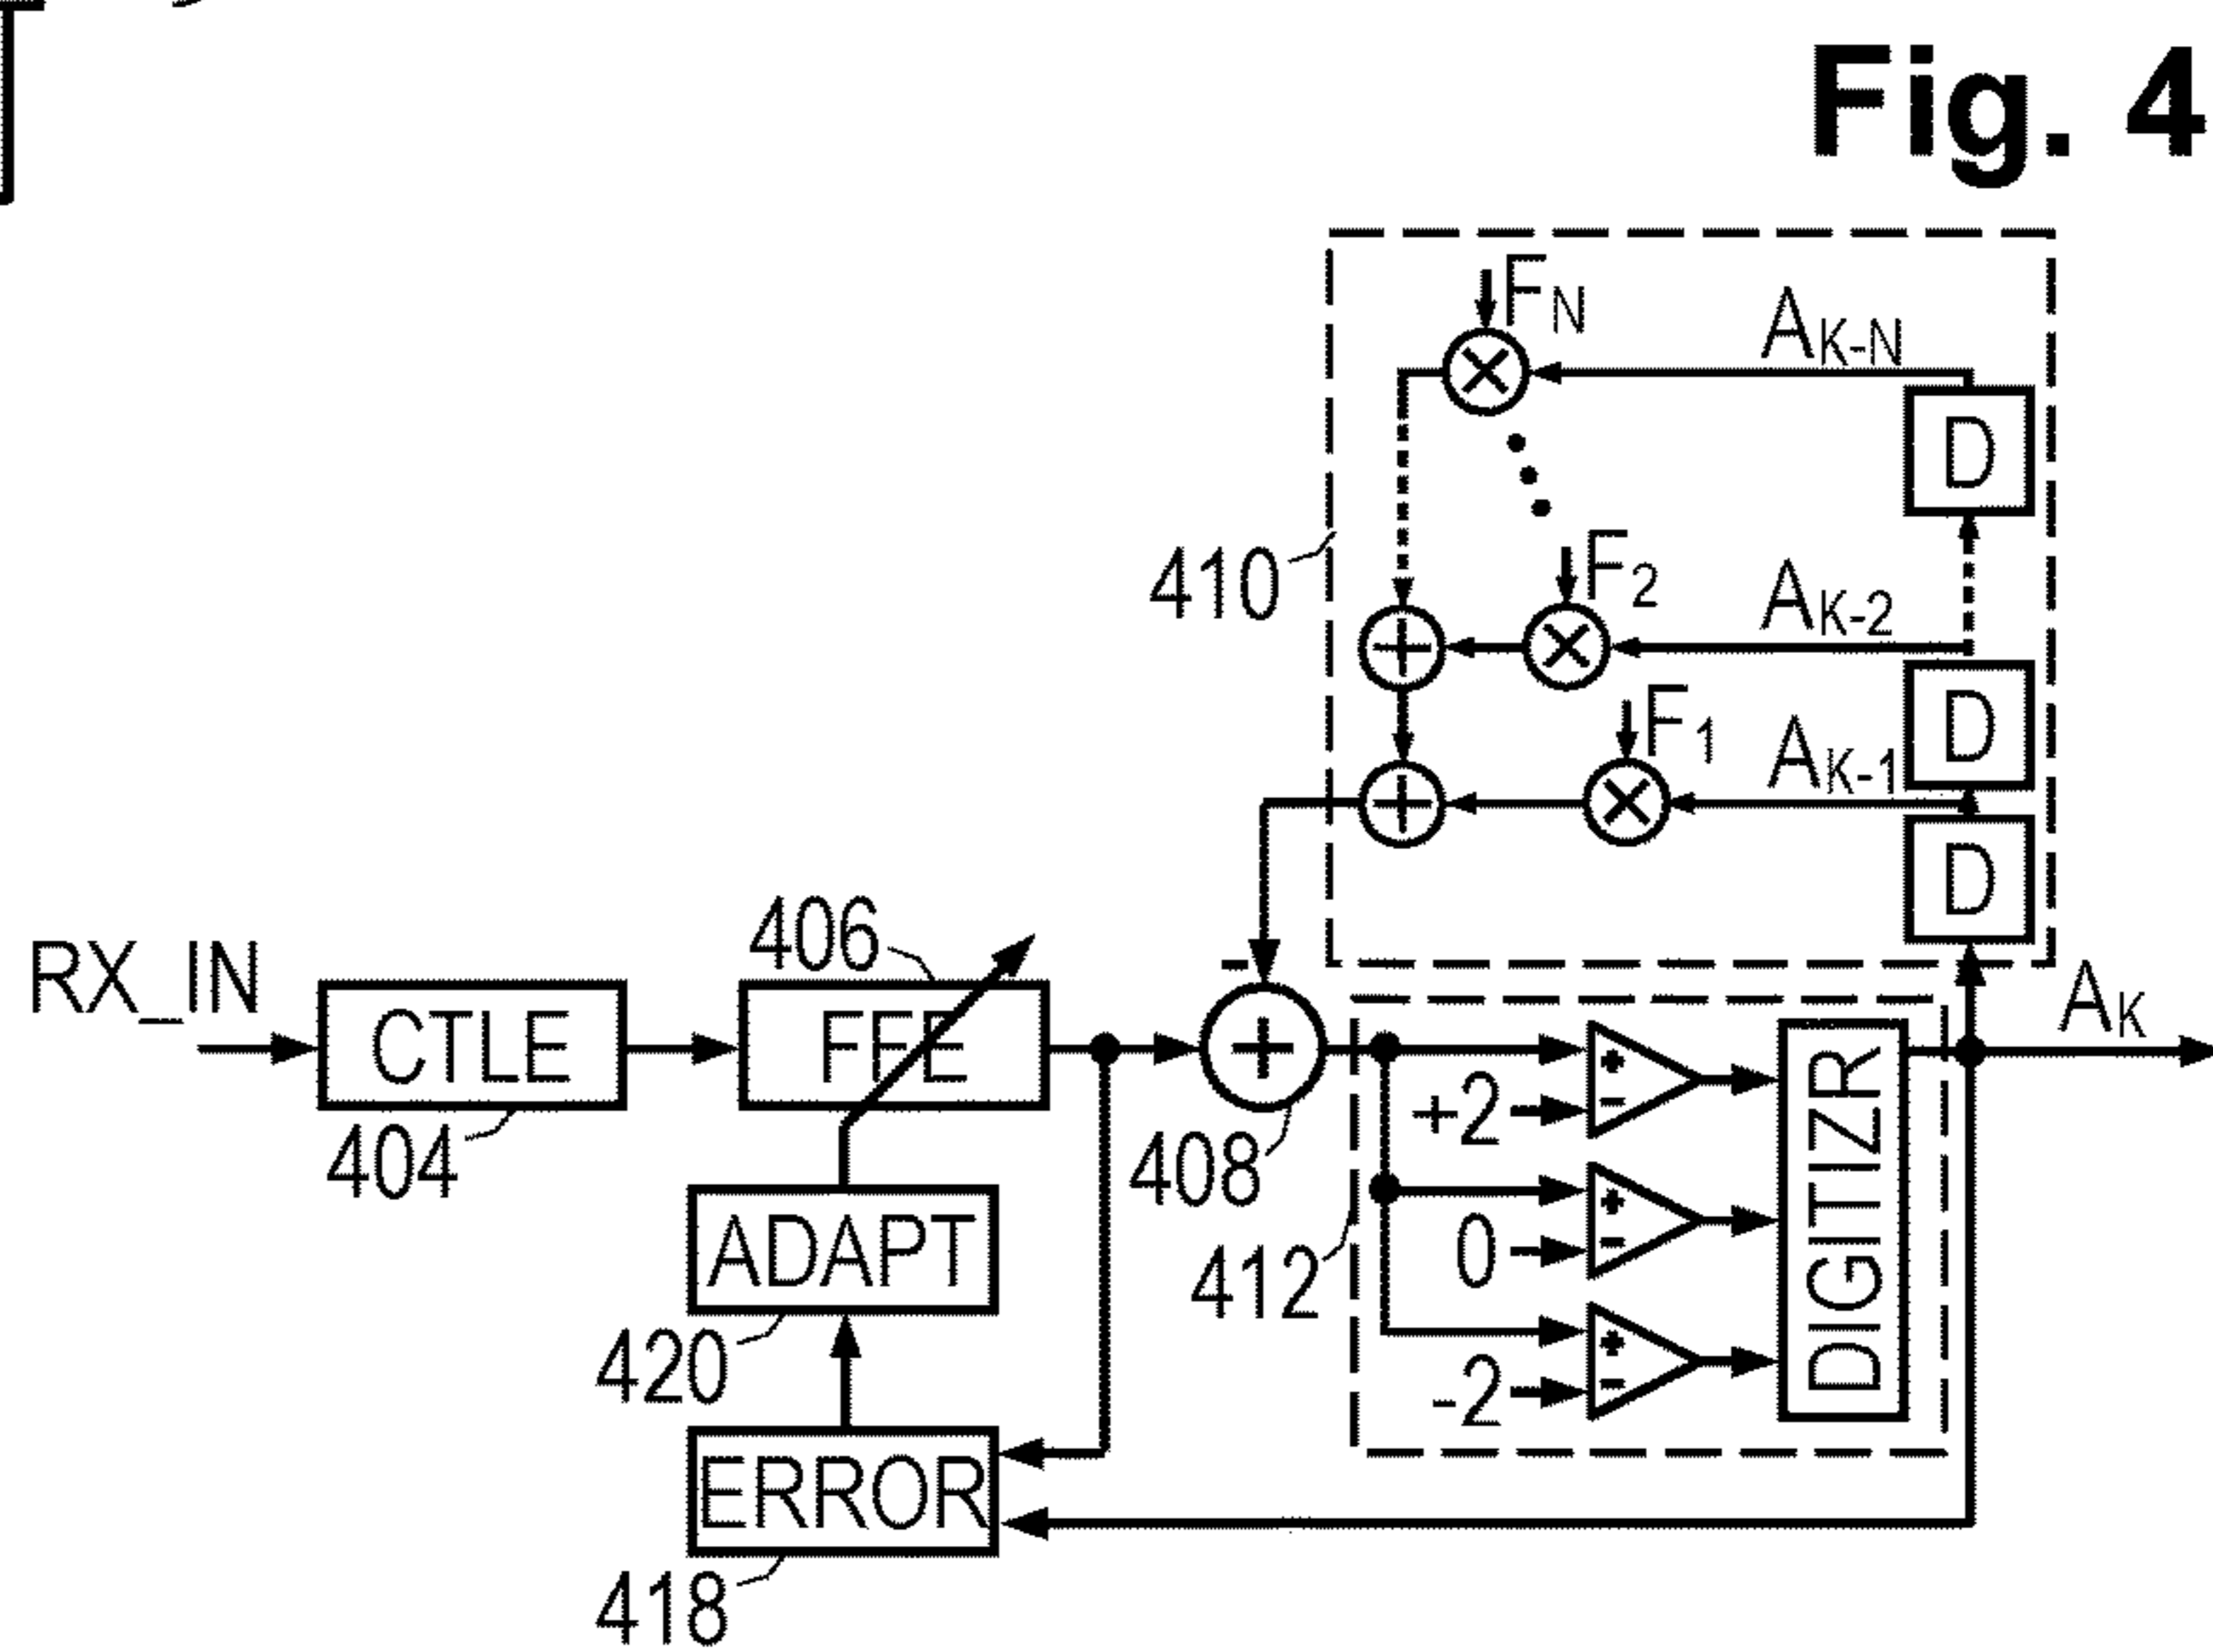 Fig. 4
F_N
A_K-N
D
410
F_2
A_K-2
F_1
D
A_K-1
D
406
RX_IN
CTLE
FFE
A_K
404
408
+2
412
0
-2
DIGITIZR
ADAPT
420
ERROR
418